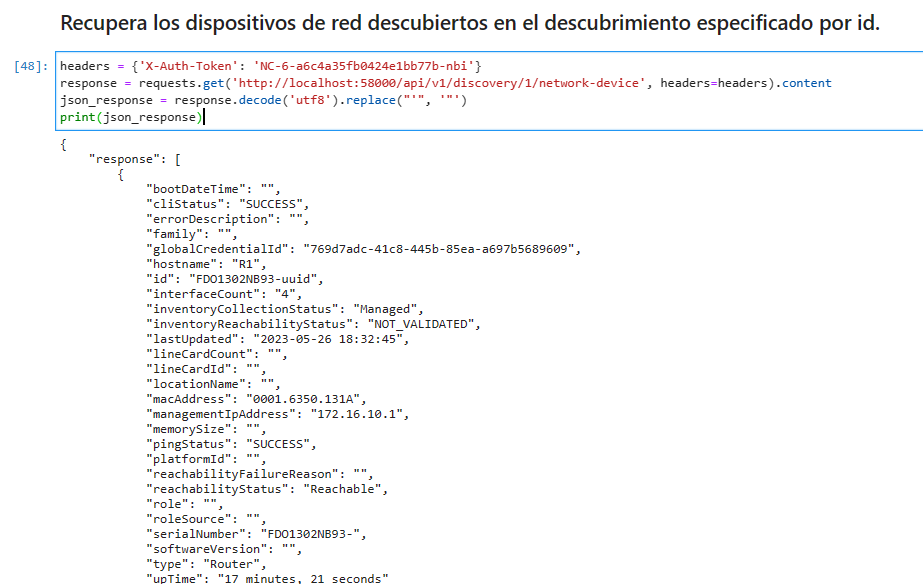 Recupera los dispositivos de red descubiertos en el descubrimiento especificado por id.
[48]: headers = {'X-Auth-Token': 'NC-6-a6c4a35fb0424e1bb77b-nbi'}
response = requests.get('http://localhost:58000/api/v1/discovery/1/network-device', headers=headers).content
json_response = response.decode('utf8').replace("'", '"')
print(json_response)
{
"response": [
{
"bootDateTime": "",
"cliStatus": "SUCCESS",
"errorDescription": "",
"family": "",
"globalCredentialId": "769d7adc-41c8-445b-85ea-a697b5689609",
"hostname": "R1",
"id": "FDO1302NB93-uuid",
"interfaceCount": "4",
"inventoryCollectionStatus": "Managed",
"inventoryReachabilityStatus": "NOT_VALIDATED",
"lastUpdated": "2023-05-26 18:32:45",
"lineCardCount": "",
"lineCardId": "",
"locationName": "",
"macAddress": "0001.6350.131A",
"managementIpAddress": "172.16.10.1",
"memorySize": "",
"pingStatus": "SUCCESS",
"platformId": "",
"reachabilityFailureReason": "",
"reachabilityStatus": "Reachable",
"role": "",
"roleSource": "",
"serialNumber": "FDO1302NB93-",
"softwareVersion": "",
"type": "Router",
"upTime": "17 minutes, 21 seconds"